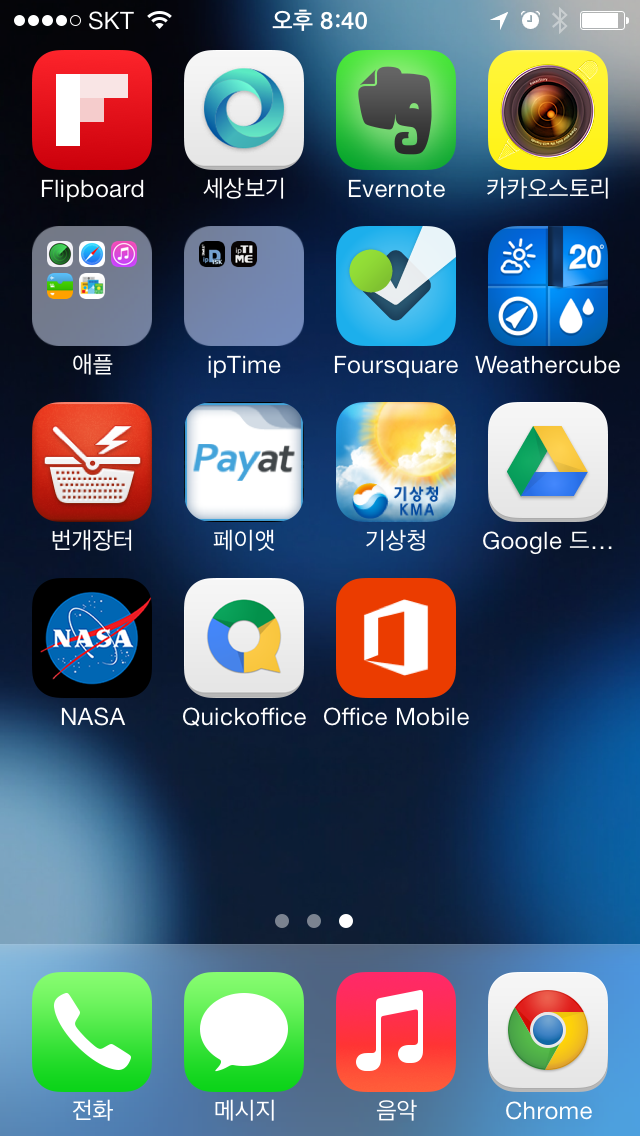 SKT 오후 8:40
Flipboard 세상보기 Evernote 카카오스토리
ipTIME
20°
애플 ipTime Foursquare Weathercube
Payat
기상청
KMA
번개장터 페이앳 기상청 Google 드...
NASA
NASA Quickoffice Office Mobile
전화 메시지 음악 Chrome